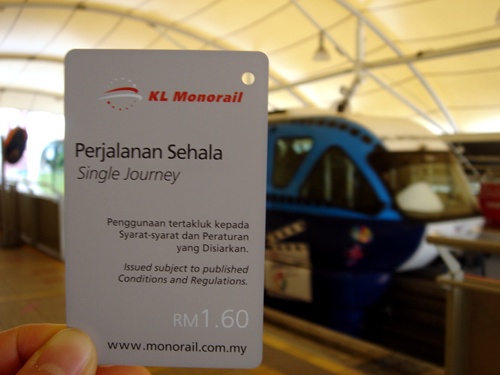 KL Monorail
Perjalanan Sehala
Single Journey
Penggunaan tertakluk kepada
Syarat-syarat dan Peraturan
yang Disiarkan.
Issued subject to published
Conditions and Regulations.
RM1.60
www.monorail.com.my